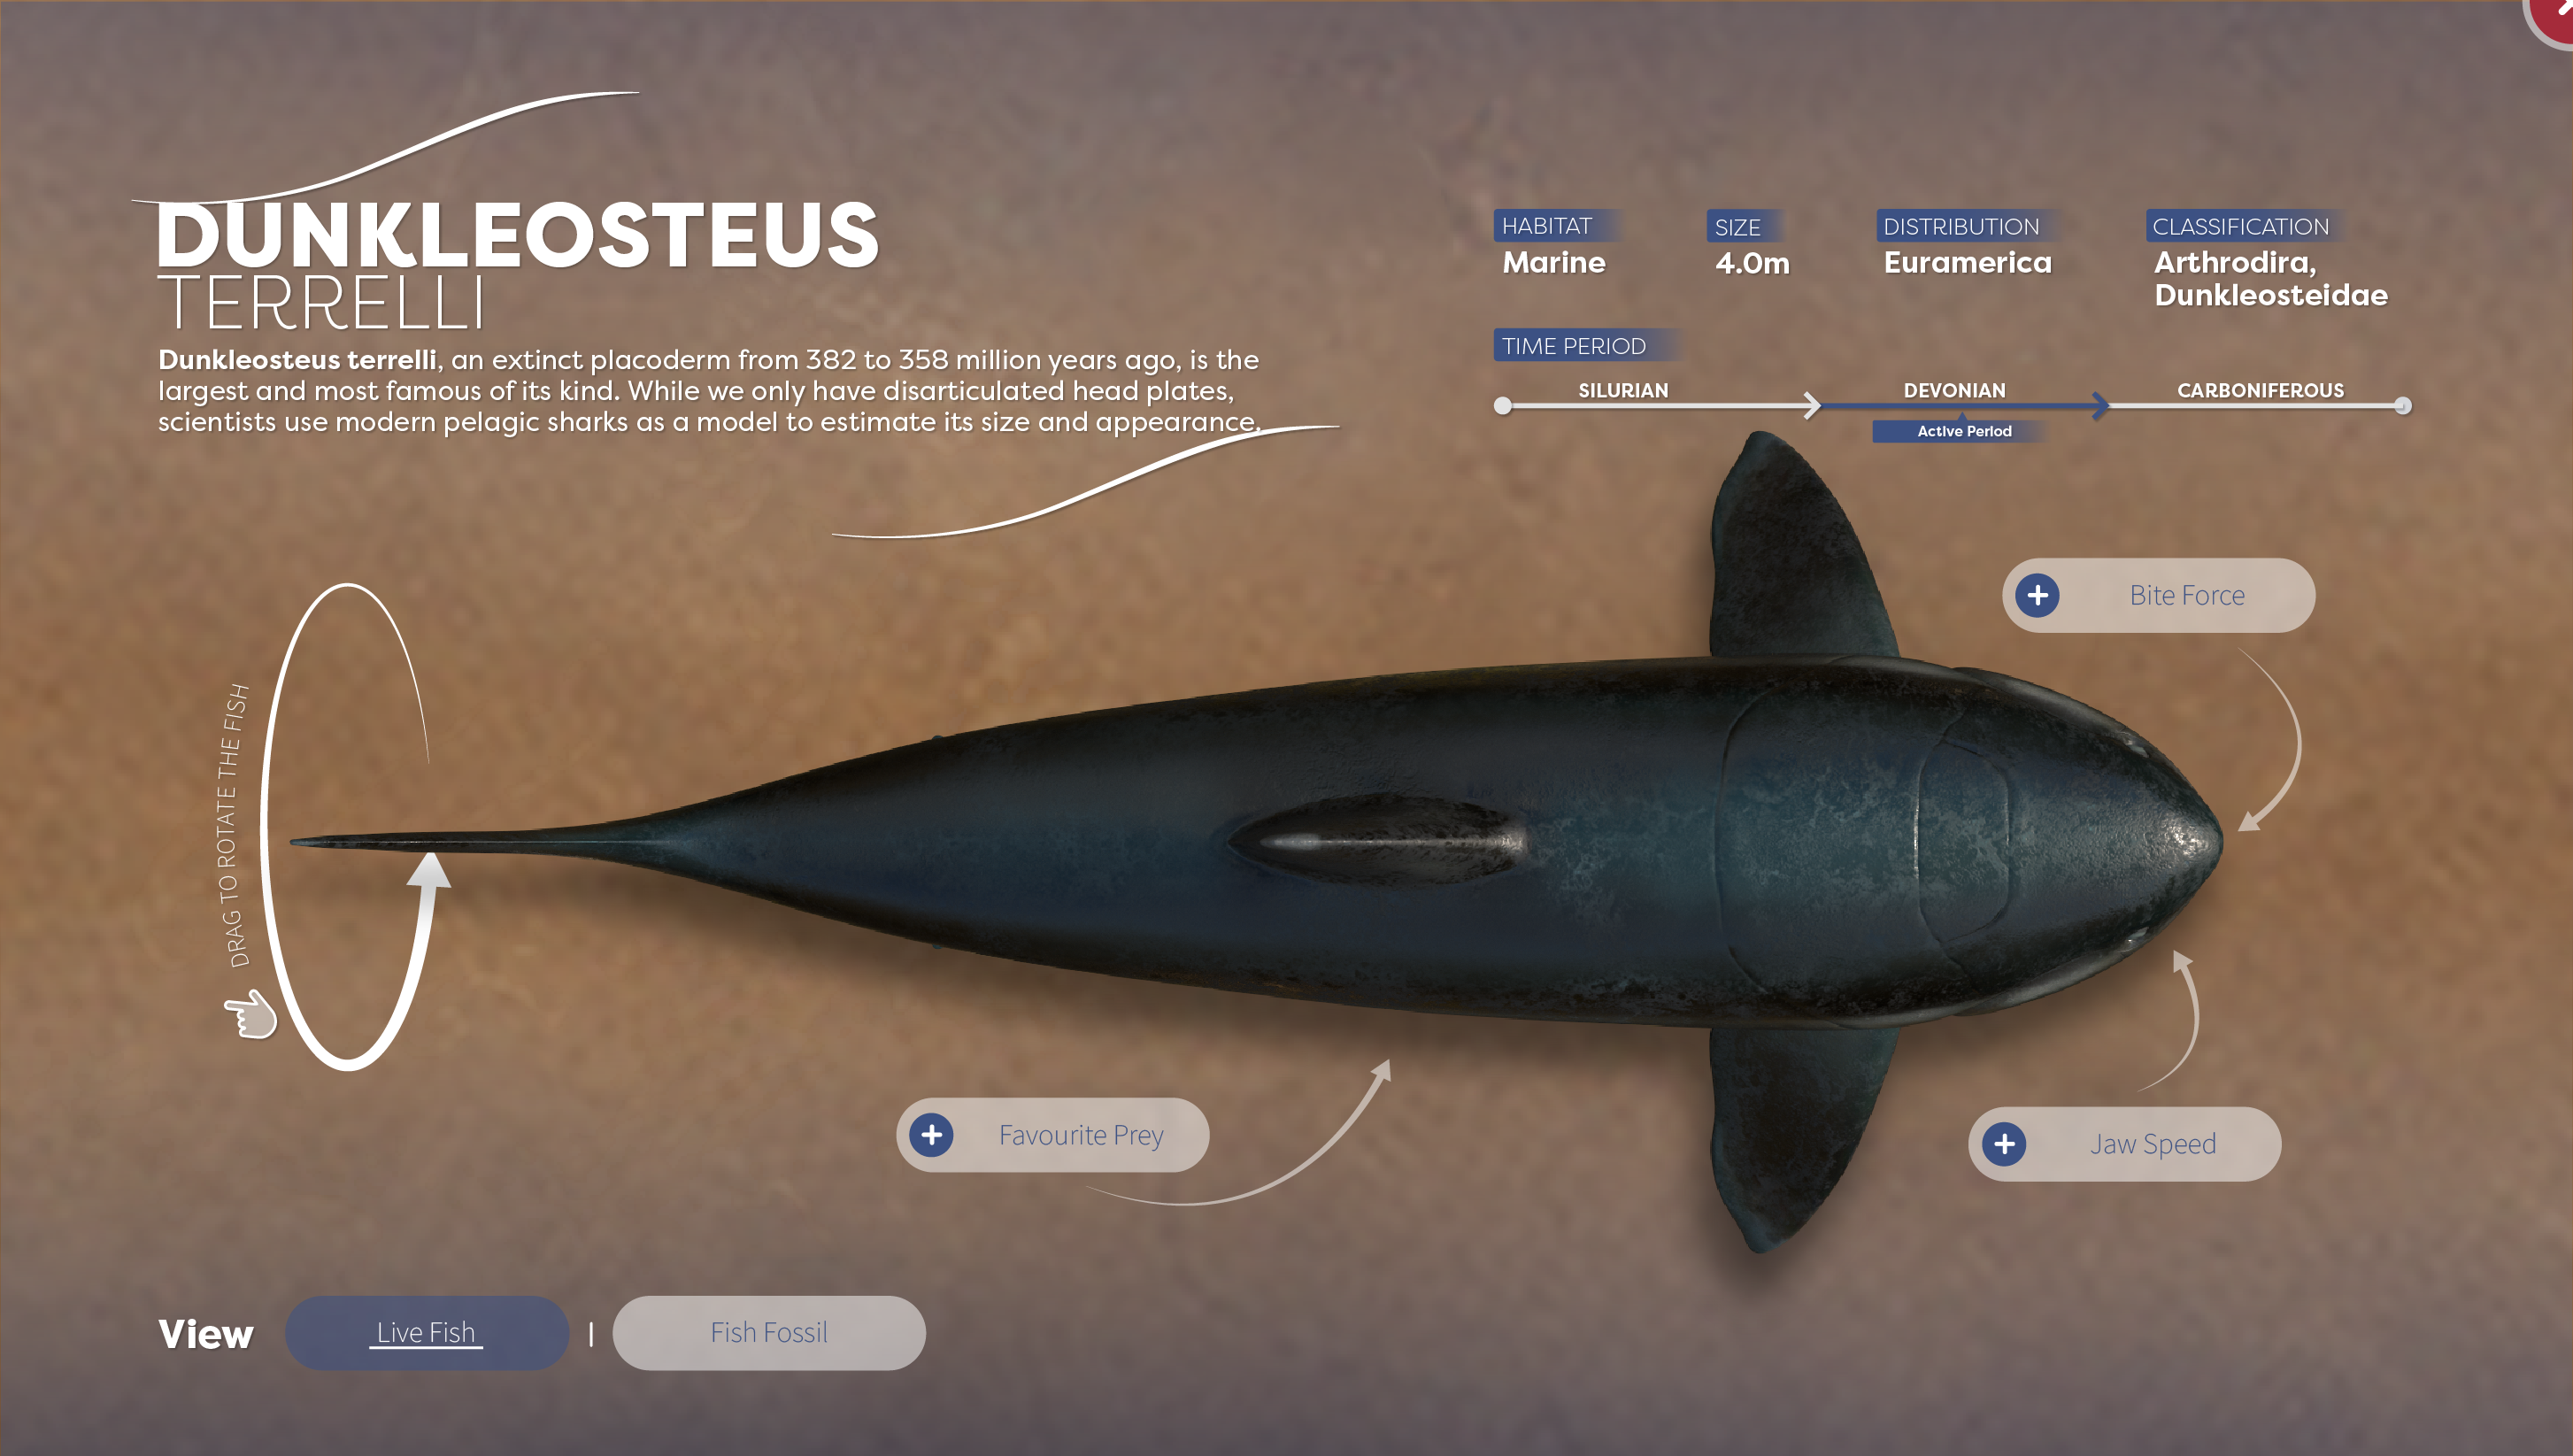 DUNKLEOSTEUS
TERRELLI
Dunkleosteus terrelli, an extinct placoderm from 382 to 358 million years ago, is the
largest and most famous of its kind. While we only have disarticulated head plates,
scientists use modern pelagic sharks as a model to estimate its size and appearance.
HABITAT
Marine
SIZE
4.0m
DISTRIBUTION
Euramerica
CLASSIFICATION
Arthrodira,
Dunkleosteidae
TIME PERIOD
SILURIAN
DEVONIAN
CARBONIFEROUS
Active Period
Bite Force
DRAG TO ROTATE THE FISH
Favourite Prey
Jaw Speed
View
Live Fish
Fish Fossil